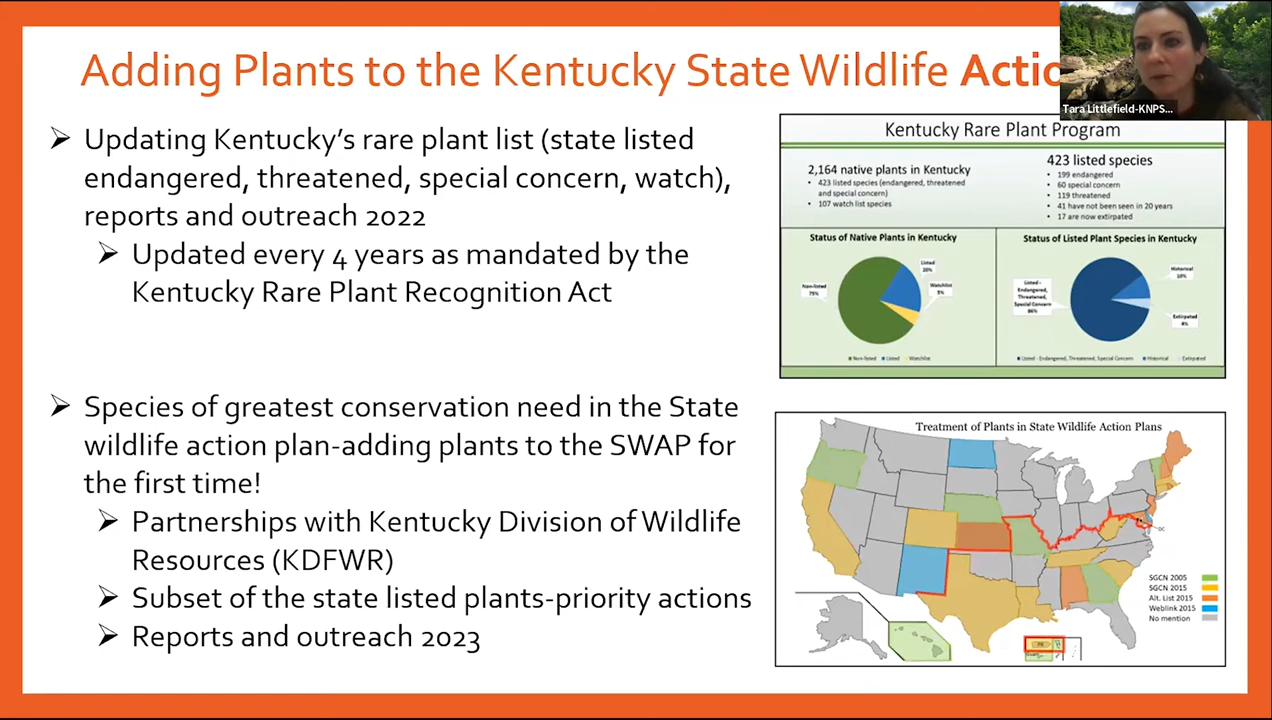 Adding Plants to the Kentucky State Wildlife Actio
Tara Littlefield-KNPS...
Updating Kentucky's rare plant list (state listed
endangered, threatened, special concern, watch),
reports and outreach 2022
Updated every 4 years as mandated by the
Kentucky Rare Plant Recognition Act
Species of greatest conservation need in the State
wildlife action plan-adding plants to the SWAP for
the first time!
Partnerships with Kentucky Division of Wildlife
Resources (KDFWR)
Subset of the state listed plants-priority actions
Reports and outreach 2023
Kentucky Rare Plant Program
2,164 native plants in Kentucky
• 423 listed species (endangered, threatened
and special concern)
• 107 watch list species
423 listed species
• 199 endangered
• 60 special concern
• 119 threatened
• 41 have not been seen in 20 years
• 17 are now extirpated
Status of Native Plants in Kentucky
Listed
20%
Non-listed
75%
Watchlist
5%
Non-listed Listed Watchlist
Status of Listed Plant Species in Kentucky
Historical
10%
Listed -
Endangered,
Threatened,
Special Concern
86%
Extirpated
4%
Listed - Endangered, Threatened, Special Concern Historical Extirpated
Treatment of Plants in State Wildlife Action Plans
DC
SGCN 2005
SGCN 2015
Alt. List 2015
Weblink 2015
No mention